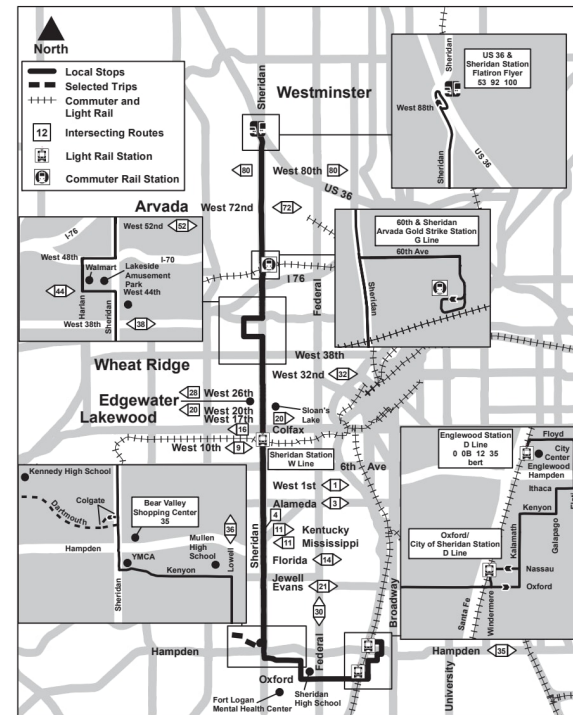 North
Local Stops
Selected Trips
Commuter and
Light Rail
12 Intersecting Routes
Light Rail Station
Commuter Rail Station
Sheridan
Westminster
80 West 80th 80
US 36
West 72nd 72
US 36 &
Sheridan Station
Flatiron Flyer
53 92 100
Sheridan
West 88th
Sheridan
US 36
Arvada
West 52nd 52
I-76
West 48th
I-70
Walmart
Lakeside
Amusement
Park
West 44th
44
Harlan
Sheridan
West 38th
38
60th & Sheridan
Arvada Gold Strike Station
G Line
60th Ave
Sheridan
I 76
Federal
West 38th
Wheat Ridge
West 32nd 32
28 West 26th
Edgewater
20 West 20th
Lakewood
West 17th
Sloan's
Lake
20
16 Colfax
West 10th 9
Sheridan Station
W Line
6th Ave
West 1st 1
Alameda 3
4
11 Kentucky
11 Mississippi
Florida 14
Jewell
Evans 21
30
Sheridan
Federal
Broadway
Kennedy High School
Colgate
Dartmouth
Bear Valley
Shopping Center
35
36
Hampden
Mullen
High
School
Lowell
YMCA
Kenyon
Sheridan
Englewood Station
D Line
0 0B 12 35
bert
Floyd
City
Center
Englewood
Hampden
Ithaca
Kenyon
Kalamath
Galapago
Oxford/
City of Sheridan Station
D Line
Nassau
Oxford
Santa Fe
Windermere
Hampden
Hampden 35
University
Oxford
Fort Logan
Mental Health Center
Sheridan
High School